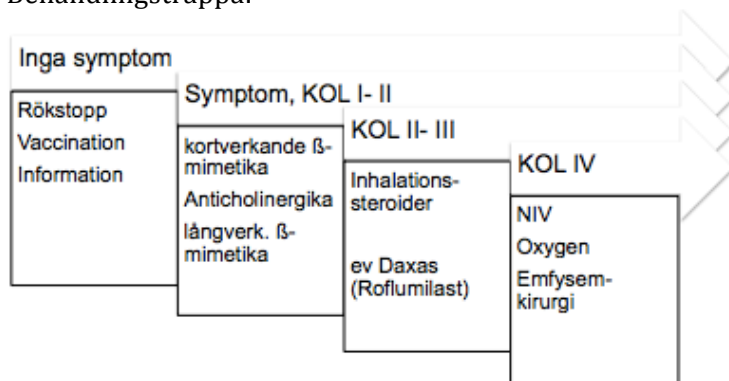 Behandlingstrappa:
Inga symptom
Rökstopp
Vaccination
Information
Symptom, KOL I- II
kortverkande ß-
mimetika
Anticholinergika
långverk. ß-
mimetika
KOL II- III
Inhalations-
steroider
ev Daxas
(Roflumilast)
KOL IV
NIV
Oxygen
Emfysem-
kirurgi